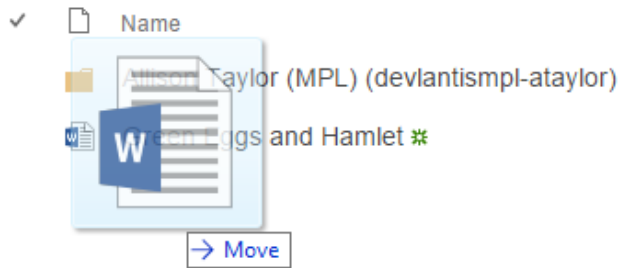 Name
Allison Taylor (MPL) (devlantismpl-ataylor)
Green Eggs and Hamlet
W
→ Move